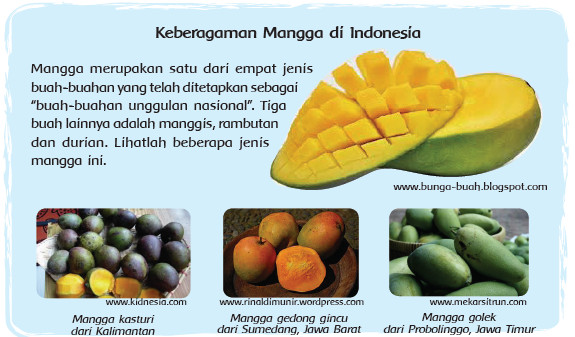 Keberagaman Mangga di Indonesia
Mangga merupakan satu dari empat jenis
buah-buahan yang telah ditetapkan sebagai
“buah-buahan unggulan nasional”. Tiga
buah lainnya adalah manggis, rambutan
dan durian. Lihatlah beberapa jenis
mangga ini.
www.bunga-buah.blogspot.com
www.kidnesia.com
Mangga kasturi
dari Kalimantan
www.rinaldimunir.wordpress.com
Mangga gedong gincu
dari Sumedang, Jawa Barat
www.mekarsitrun.com
Mangga golek
dari Probolinggo, Jawa Timur